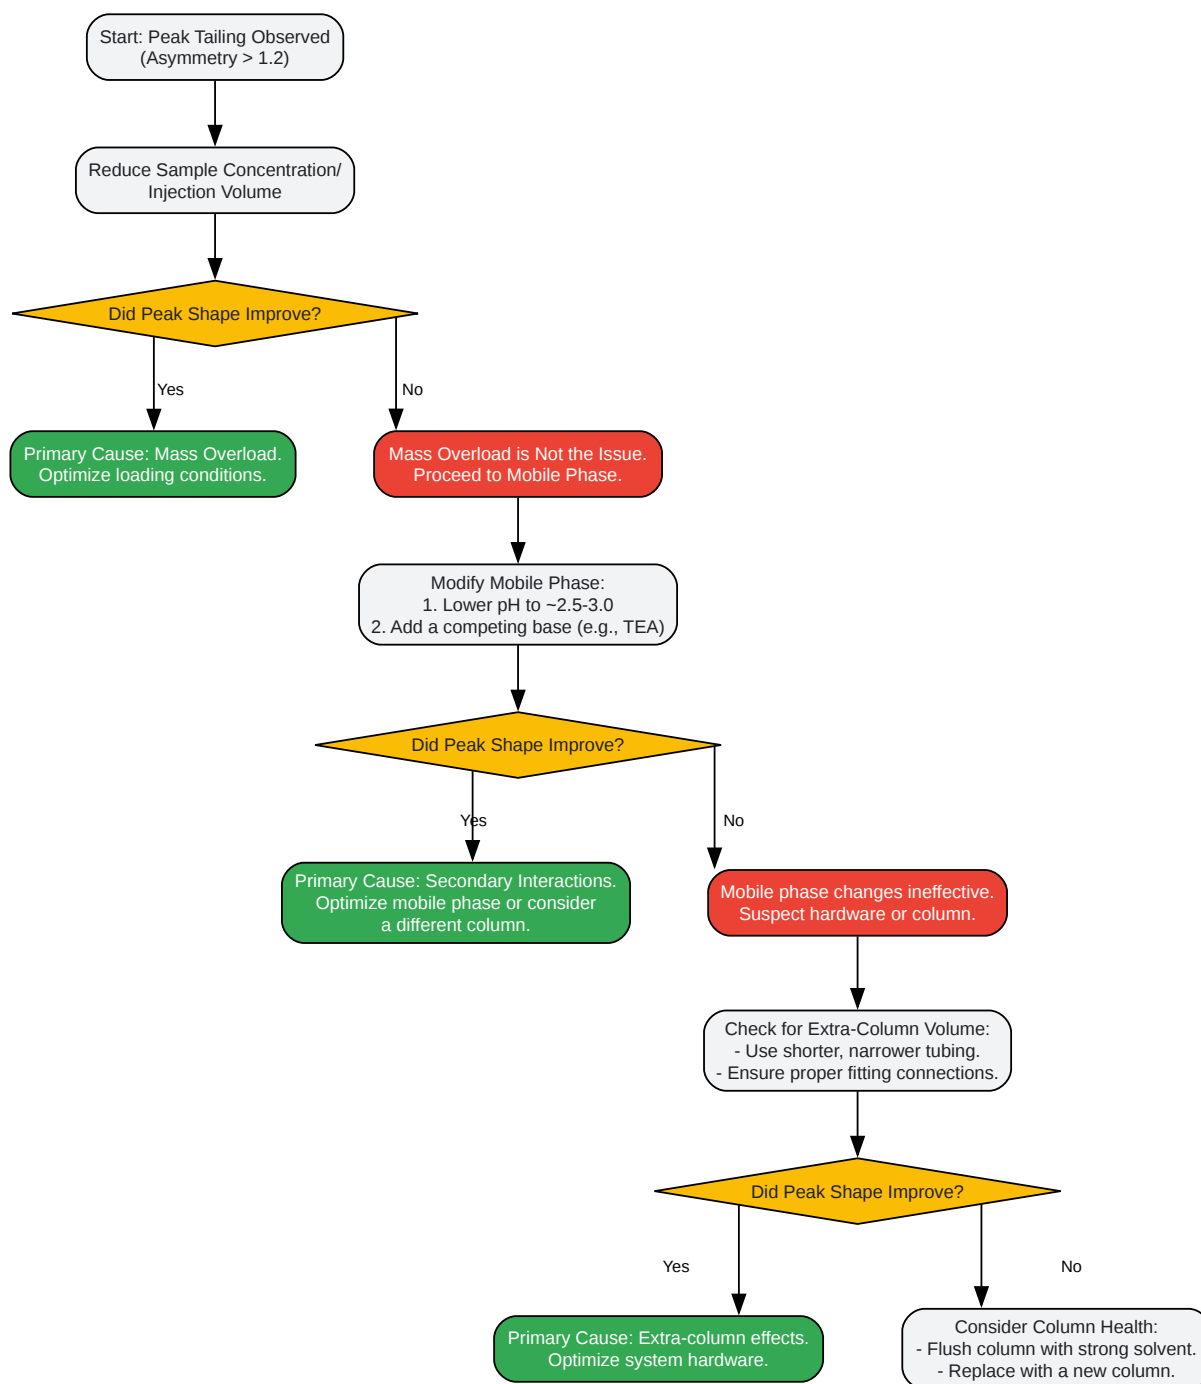 Start: Peak Tailing Observed
(Asymmetry > 1.2)
Reduce Sample Concentration/
Injection Volume
Did Peak Shape Improve?
Yes
No
Primary Cause: Mass Overload.
Optimize loading conditions.
Mass Overload is Not the Issue.
Proceed to Mobile Phase.
Modify Mobile Phase:
1. Lower pH to ~2.5-3.0
2. Add a competing base (e.g., TEA)
Did Peak Shape Improve?
Yes
No
Primary Cause: Secondary Interactions.
Optimize mobile phase or consider
a different column.
Mobile phase changes ineffective.
Suspect hardware or column.
Check for Extra-Column Volume:
- Use shorter, narrower tubing.
- Ensure proper fitting connections.
Did Peak Shape Improve?
Yes
No
Primary Cause: Extra-column effects.
Optimize system hardware.
Consider Column Health:
- Flush column with strong solvent.
- Replace with a new column.